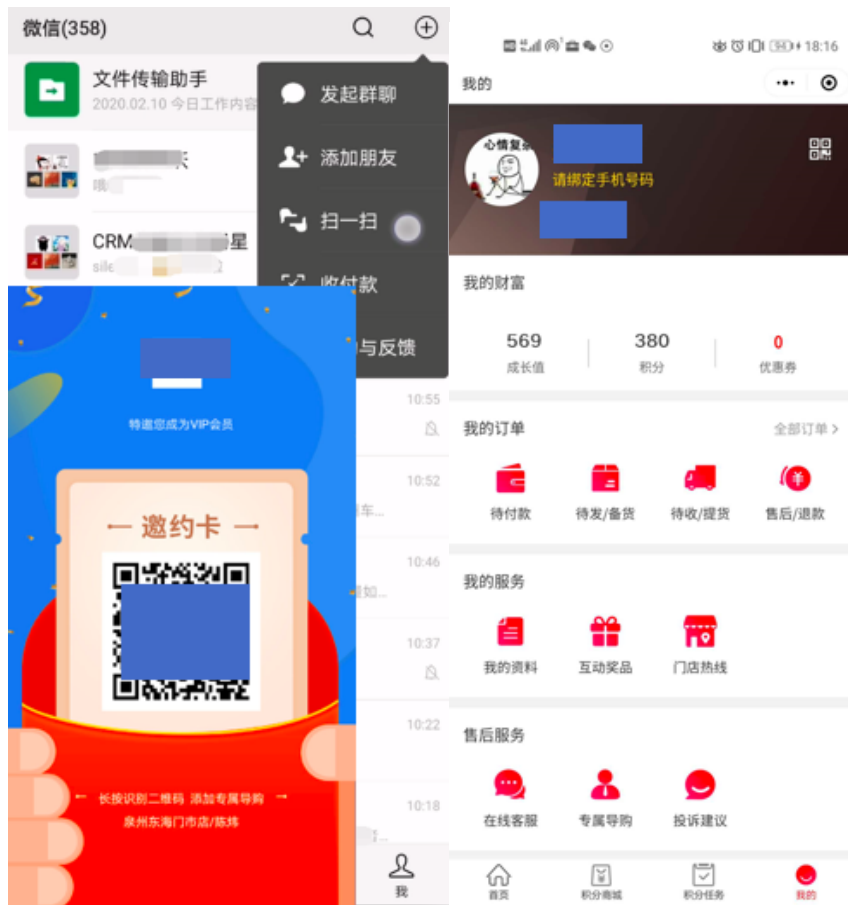 微信(358)
文件传输助手
2020.02.10 今日工作内容
哦
CRM
星
发起群聊
添加朋友
扫一扫
收付款
与反馈
10:55
10:52
车...
10:46
如...
10:37
10:22
10:18
我
特邀您成为VIP会员
邀约卡
长按识别二维码 添加专属导购
泉州东海门市店/陈炜
18:16
我的
心情复杂
请绑定手机号码
我的财富
569
380
0
成长值
积分
优惠券
我的订单
全部订单 >
待付款
待发/备货
待收/提货
售后/退款
我的服务
我的资料
互动奖品
门店热线
售后服务
在线客服
专属导购
投诉建议
首页
积分商城
积分任务
我的